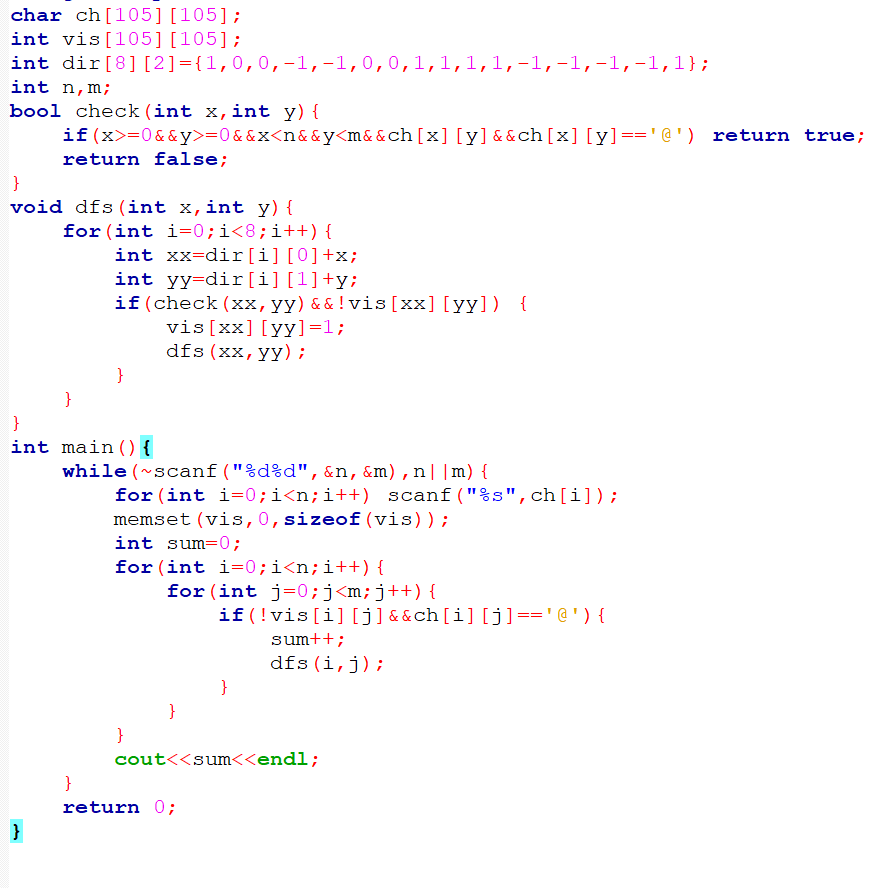 char ch[105][105];
int vis[105][105];
int dir[8][2]={1,0,0,-1,-1,0,0,1,1,1,1,-1,-1,-1,-1,1};
int n,m;
bool check(int x,int y){
    if(x>=0&&y>=0&&x<n&&y<m&&ch[x][y]&&ch[x][y]=='@') return true;
    return false;
}
void dfs(int x,int y){
    for(int i=0;i<8;i++){
        int xx=dir[i][0]+x;
        int yy=dir[i][1]+y;
        if(check(xx,yy)&&!vis[xx][yy]) {
            vis[xx][yy]=1;
            dfs(xx,yy);
        }
    }
}
int main(){
    while(~scanf("%d%d",&n,&m),n||m){
        for(int i=0;i<n;i++) scanf("%s",ch[i]);
        memset(vis,0,sizeof(vis));
        int sum=0;
        for(int i=0;i<n;i++){
            for(int j=0;j<m;j++){
                if(!vis[i][j]&&ch[i][j]=='@'){
                    sum++;
                    dfs(i,j);
                }
            }
        }
        cout<<sum<<endl;
    }
    return 0;
}